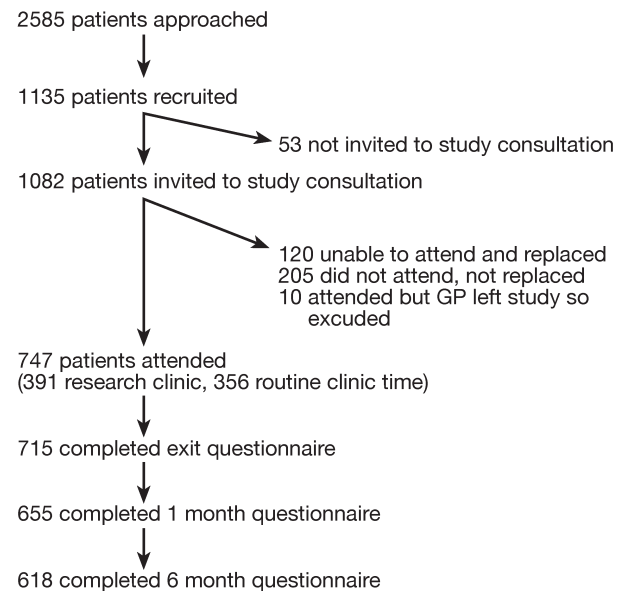 2585 patients approached
1135 patients recruited
53 not invited to study consultation
1082 patients invited to study consultation
120 unable to attend and replaced
205 did not attend, not replaced
10 attended but GP left study so
excuded
747 patients attended
(391 research clinic, 356 routine clinic time)
715 completed exit questionnaire
655 completed 1 month questionnaire
618 completed 6 month questionnaire